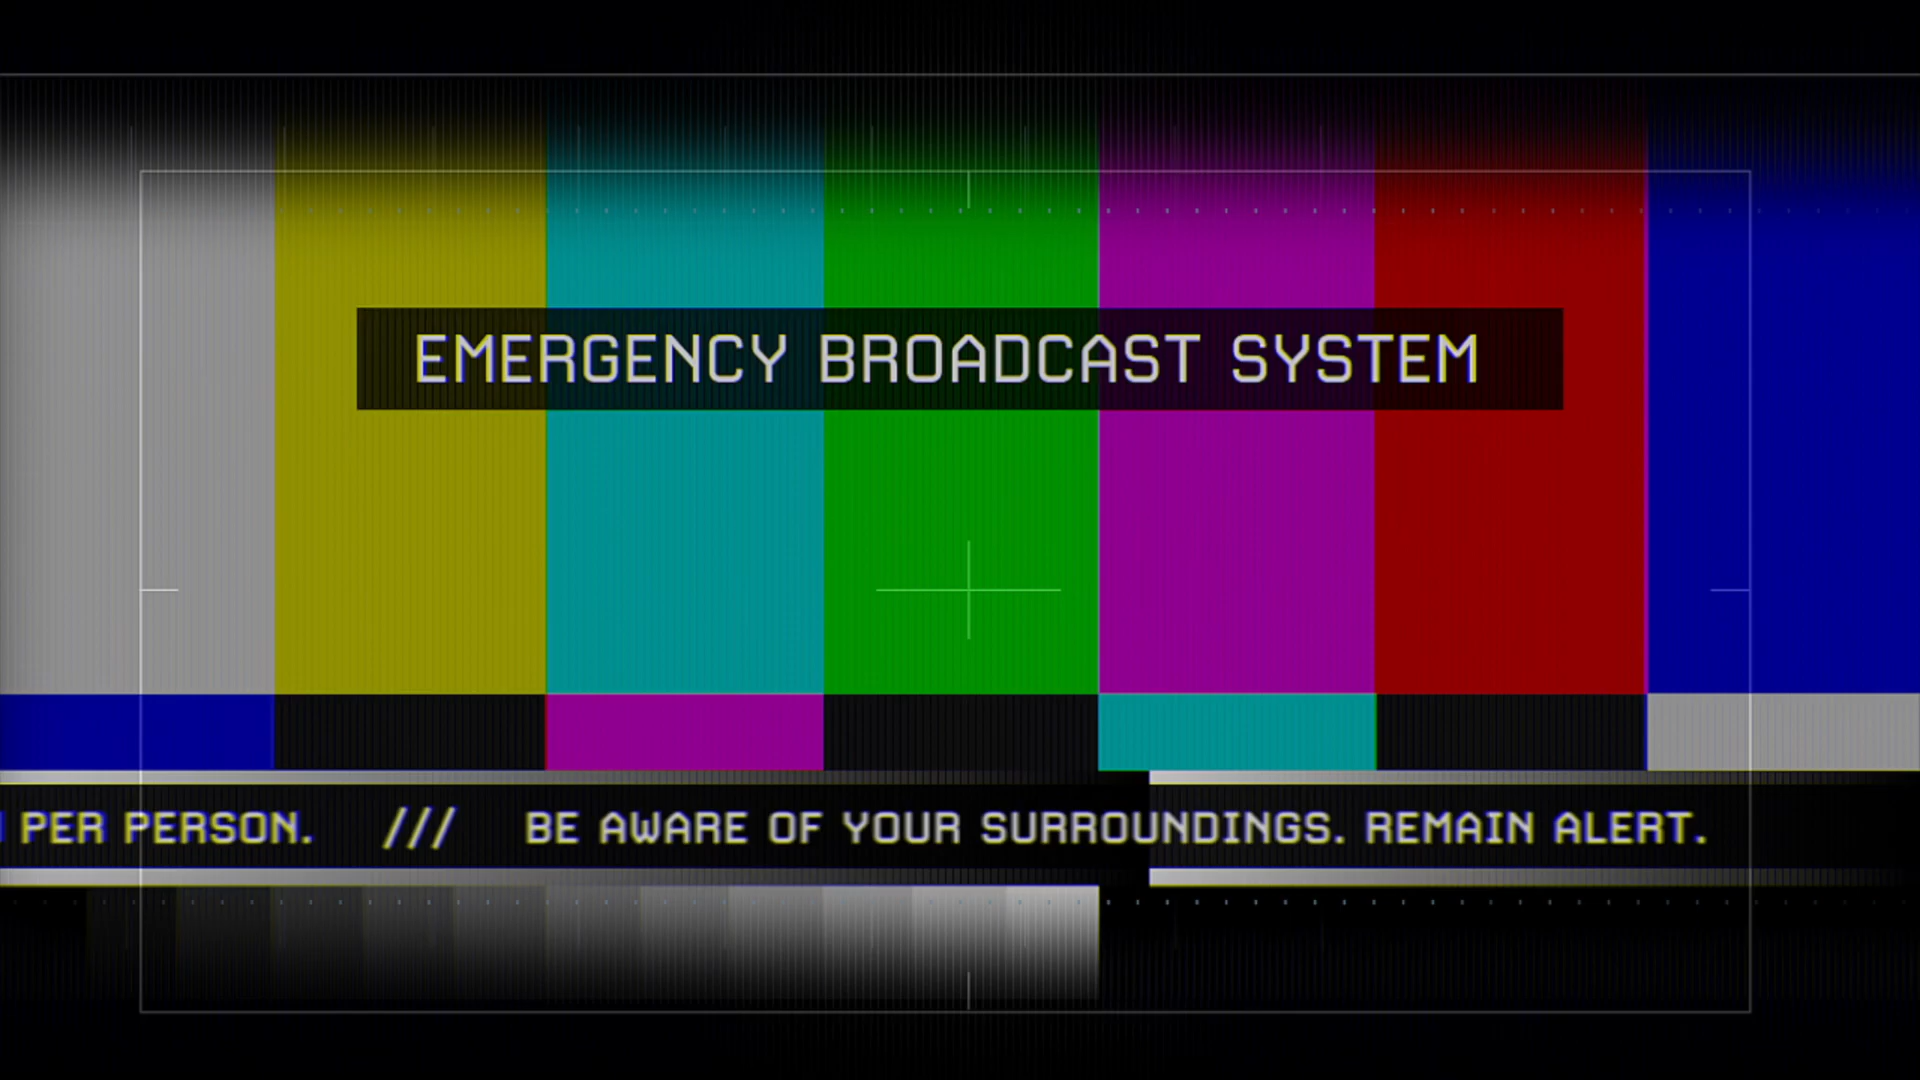 EMERGENCY BROADCAST SYSTEM
PER PERSON. /// BE AWARE OF YOUR SURROUNDINGS. REMAIN ALERT.